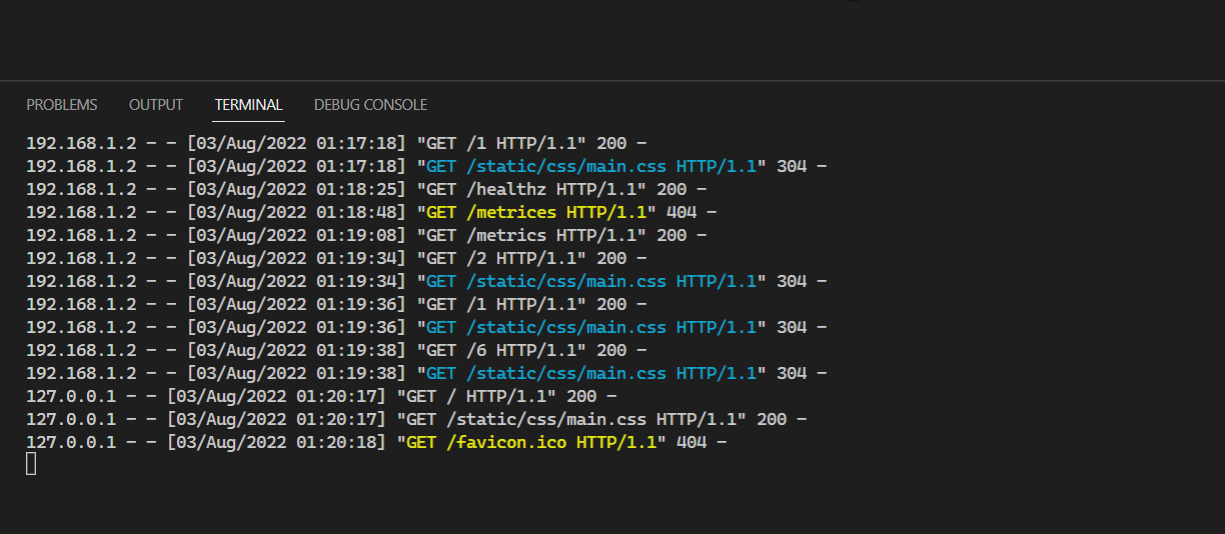 PROBLEMS OUTPUT TERMINAL DEBUG CONSOLE
192.168.1.2 - - [03/Aug/2022 01:17:18] "GET /1 HTTP/1.1" 200 -
192.168.1.2 - - [03/Aug/2022 01:17:18] "GET /static/css/main.css HTTP/1.1" 304 -
192.168.1.2 - - [03/Aug/2022 01:18:25] "GET /healthz HTTP/1.1" 200 -
192.168.1.2 - - [03/Aug/2022 01:18:48] "GET /metrices HTTP/1.1" 404 -
192.168.1.2 - - [03/Aug/2022 01:19:08] "GET /metrics HTTP/1.1" 200 -
192.168.1.2 - - [03/Aug/2022 01:19:34] "GET /2 HTTP/1.1" 200 -
192.168.1.2 - - [03/Aug/2022 01:19:34] "GET /static/css/main.css HTTP/1.1" 304 -
192.168.1.2 - - [03/Aug/2022 01:19:36] "GET /1 HTTP/1.1" 200 -
192.168.1.2 - - [03/Aug/2022 01:19:36] "GET /static/css/main.css HTTP/1.1" 304 -
192.168.1.2 - - [03/Aug/2022 01:19:38] "GET /6 HTTP/1.1" 200 -
192.168.1.2 - - [03/Aug/2022 01:19:38] "GET /static/css/main.css HTTP/1.1" 304 -
127.0.0.1 - - [03/Aug/2022 01:20:17] "GET / HTTP/1.1" 200 -
127.0.0.1 - - [03/Aug/2022 01:20:17] "GET /static/css/main.css HTTP/1.1" 200 -
127.0.0.1 - - [03/Aug/2022 01:20:18] "GET /favicon.ico HTTP/1.1" 404 -